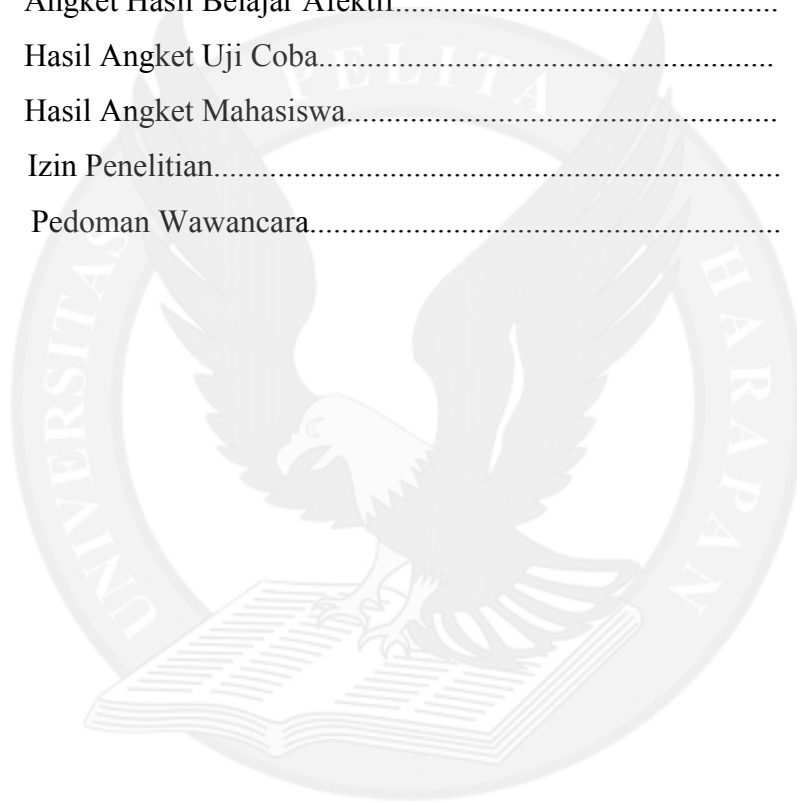 Angket Hasil Belajar Afektif..................................................
Hasil Angket Uji Coba.........................................................
Hasil Angket Mahasiswa......................................................
Izin Penelitian.......................................................................
Pedoman Wawancara...........................................................
UNIVERSITAS PELITA HARAPAN